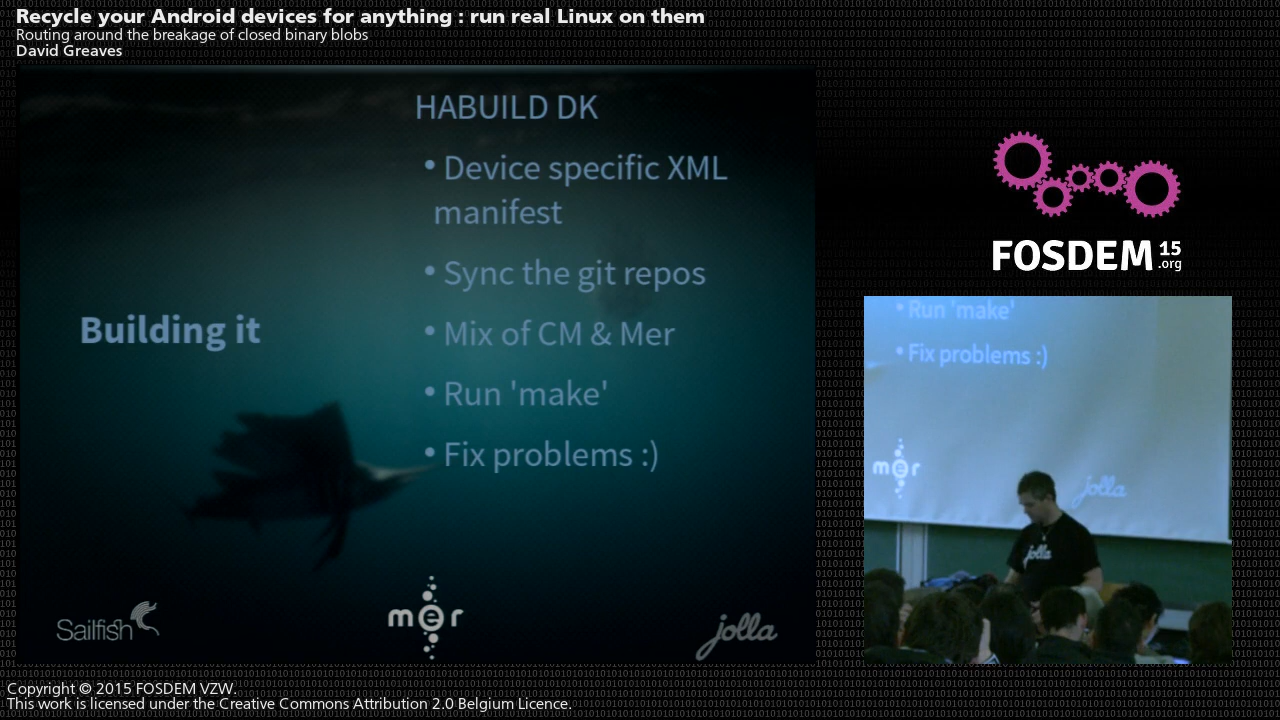 Recycle your Android devices for anything : run real Linux on them
Routing around the breakage of closed binary blobs
David Greaves
HABUILD DK
• Device specific XML
manifest
• Sync the git repos
• Mix of CM & Mer
• Run 'make'
• Fix problems :)
Building it
Sailfish
mer
jolla
FOSDEM 15
.org
• Run 'make'
• Fix problems :)
mer
jolla
jolla
Copyright © 2015 FOSDEM VZW.
This work is licensed under the Creative Commons Attribution 2.0 Belgium Licence.